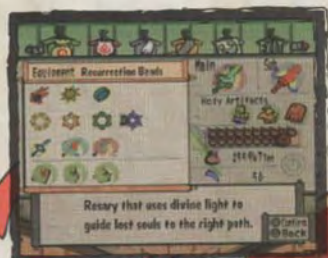 Equipment Resurrection Beads
Main
Sub
Holy Artifacts
Rosary that uses divine light to
guide lost souls to the right path.
Back